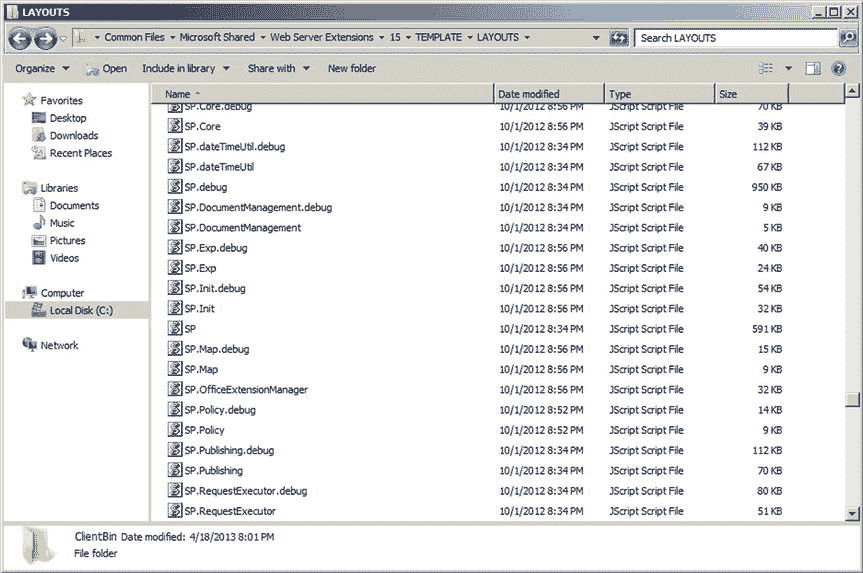 LAYOUTS
Common Files Microsoft Shared Web Server Extensions 15 TEMPLATE LAYOUTS Search LAYOUTS
Organize Open Include in library Share with New folder
Favorites
Desktop
Downloads
Recent Places
Libraries
Documents
Music
Pictures
Videos
Computer
Local Disk (C:)
Network
Name Date modified Type Size
SP.Core.debug 10/1/2012 8:56 PM JScript Script File 70 KB
SP.Core 10/1/2012 8:56 PM JScript Script File 39 KB
SP.dateTimeUtil.debug 10/1/2012 8:34 PM JScript Script File 112 KB
SP.dateTimeUtil 10/1/2012 8:34 PM JScript Script File 67 KB
SP.debug 10/1/2012 8:34 PM JScript Script File 950 KB
SP.DocumentManagement.debug 10/1/2012 8:34 PM JScript Script File 9 KB
SP.DocumentManagement 10/1/2012 8:34 PM JScript Script File 5 KB
SP.Exp.debug 10/1/2012 8:56 PM JScript Script File 40 KB
SP.Exp 10/1/2012 8:56 PM JScript Script File 24 KB
SP.Init.debug 10/1/2012 8:56 PM JScript Script File 54 KB
SP.Init 10/1/2012 8:56 PM JScript Script File 32 KB
SP 10/1/2012 8:34 PM JScript Script File 591 KB
SP.Map.debug 10/1/2012 8:56 PM JScript Script File 15 KB
SP.Map 10/1/2012 8:56 PM JScript Script File 9 KB
SP.OfficeExtensionManager 10/1/2012 8:56 PM JScript Script File 32 KB
SP.Policy.debug 10/1/2012 8:52 PM JScript Script File 14 KB
SP.Policy 10/1/2012 8:52 PM JScript Script File 9 KB
SP.Publishing.debug 10/1/2012 8:34 PM JScript Script File 112 KB
SP.Publishing 10/1/2012 8:34 PM JScript Script File 70 KB
SP.RequestExecutor.debug 10/1/2012 8:34 PM JScript Script File 80 KB
SP.RequestExecutor 10/1/2012 8:34 PM JScript Script File 51 KB
ClientBin Date modified: 4/18/2013 8:01 PM
File folder